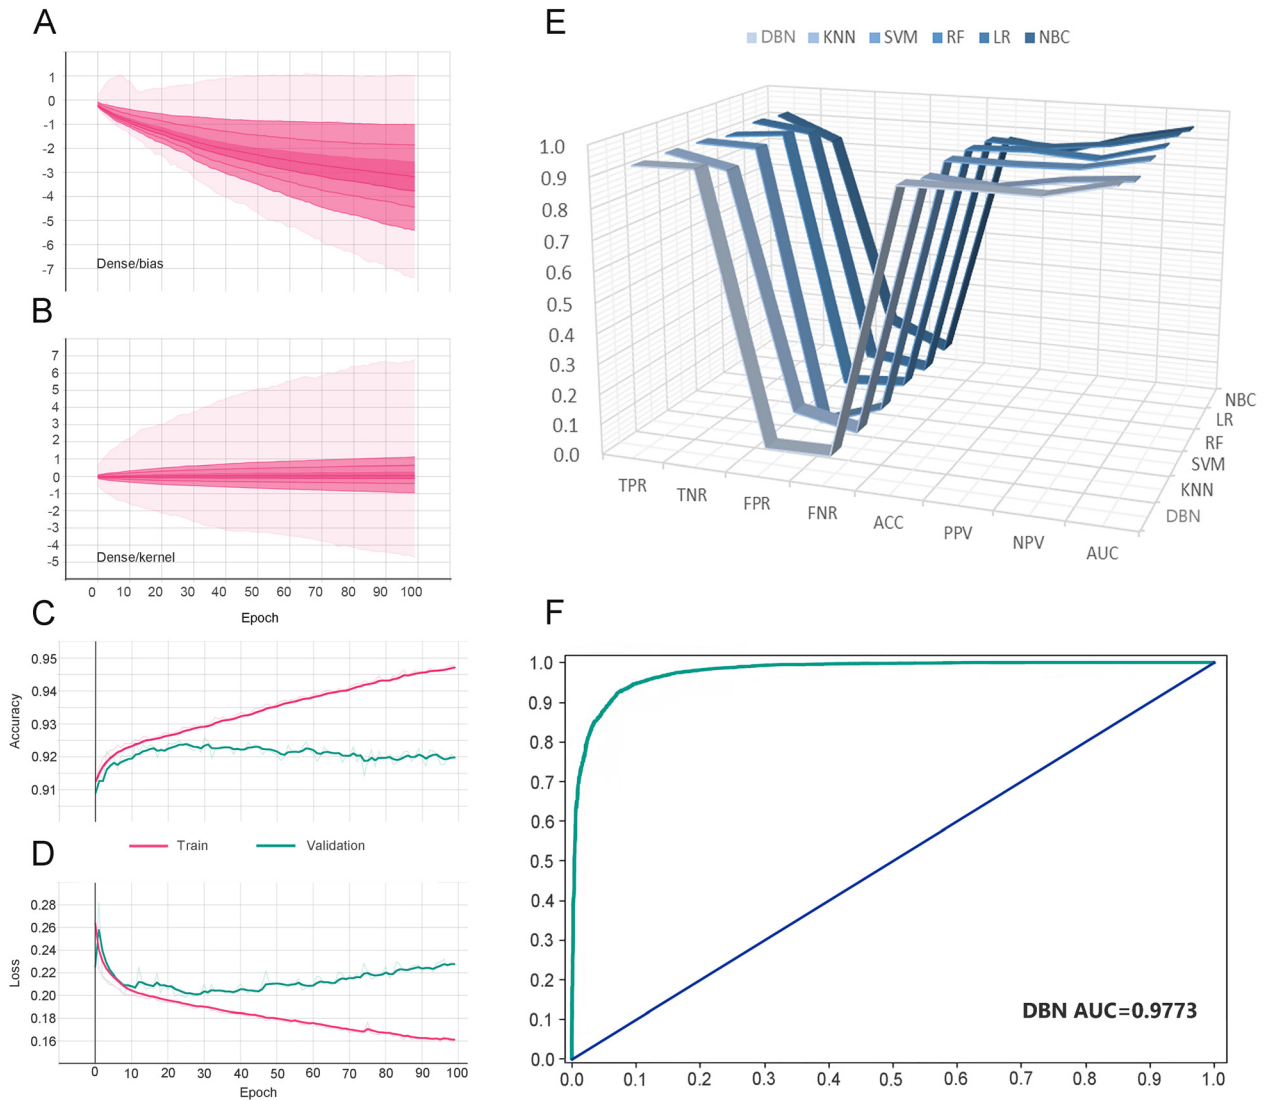 A
1
0
-1
-2
-3
-4
-5
-6
-7
Dense/bias
B
7
6
5
4
3
2
1
0
-1
-2
-3
-4
-5
Dense/kernel
0 10 20 30 40 50 60 70 80 90 100
Epoch
C
0.95
0.94
0.93
0.92
0.91
Accuracy
Train Validation
D
0.28
0.26
0.24
0.22
0.20
0.18
0.16
Loss
0 10 20 30 40 50 60 70 80 90 100
Epoch
E
DBN KNN SVM RF LR NBC
1.0
0.9
0.8
0.7
0.6
0.5
0.4
0.3
0.2
0.1
0.0
TPR TNR FPR FNR ACC PPV NPV AUC
NBC
LR
RF
SVM
KNN
DBN
F
1.0
0.9
0.8
0.7
0.6
0.5
0.4
0.3
0.2
0.1
0.0
DBN AUC=0.9773
0.0 0.1 0.2 0.3 0.4 0.5 0.6 0.7 0.8 0.9 1.0